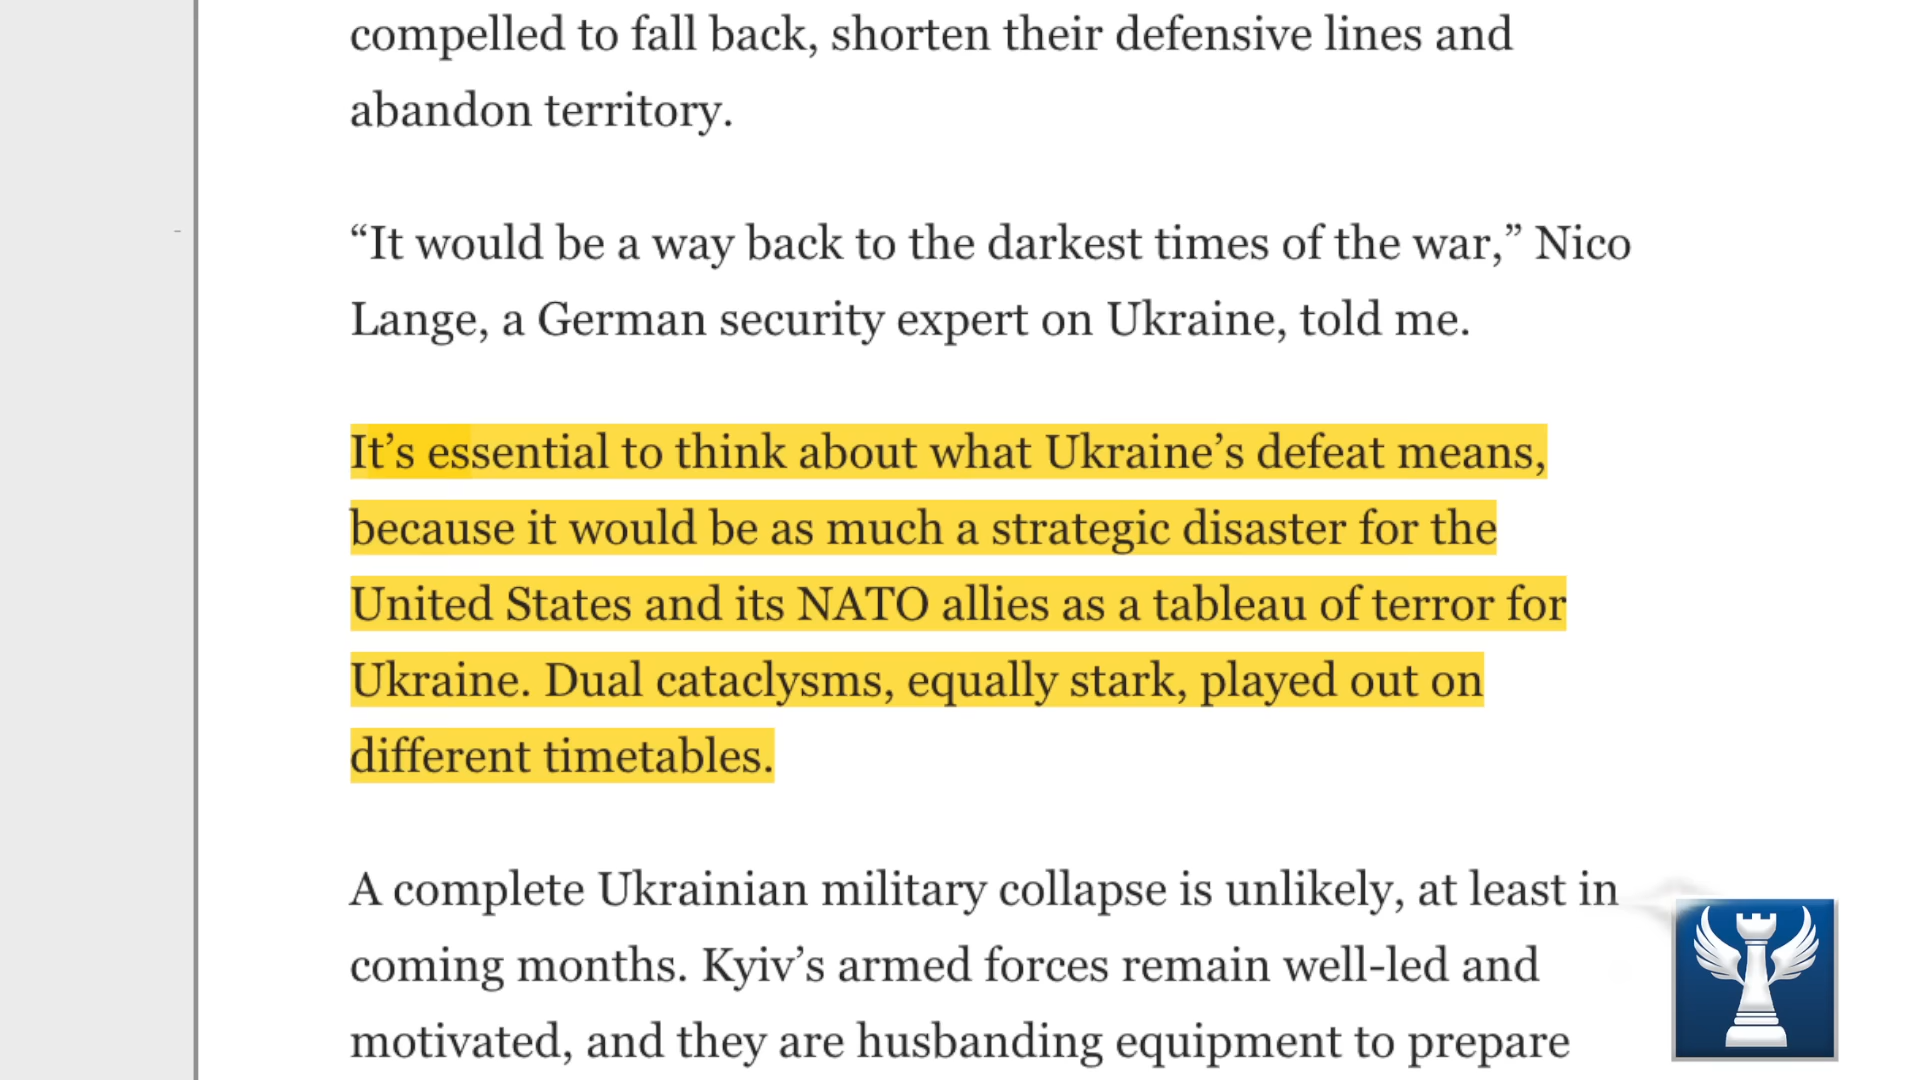 compelled to fall back, shorten their defensive lines and
abandon territory.
“It would be a way back to the darkest times of the war,” Nico
Lange, a German security expert on Ukraine, told me.
It’s essential to think about what Ukraine’s defeat means,
because it would be as much a strategic disaster for the
United States and its NATO allies as a tableau of terror for
Ukraine. Dual cataclysms, equally stark, played out on
different timetables.
A complete Ukrainian military collapse is unlikely, at least in
coming months. Kyiv’s armed forces remain well-led and
motivated, and they are husbanding equipment to prepare